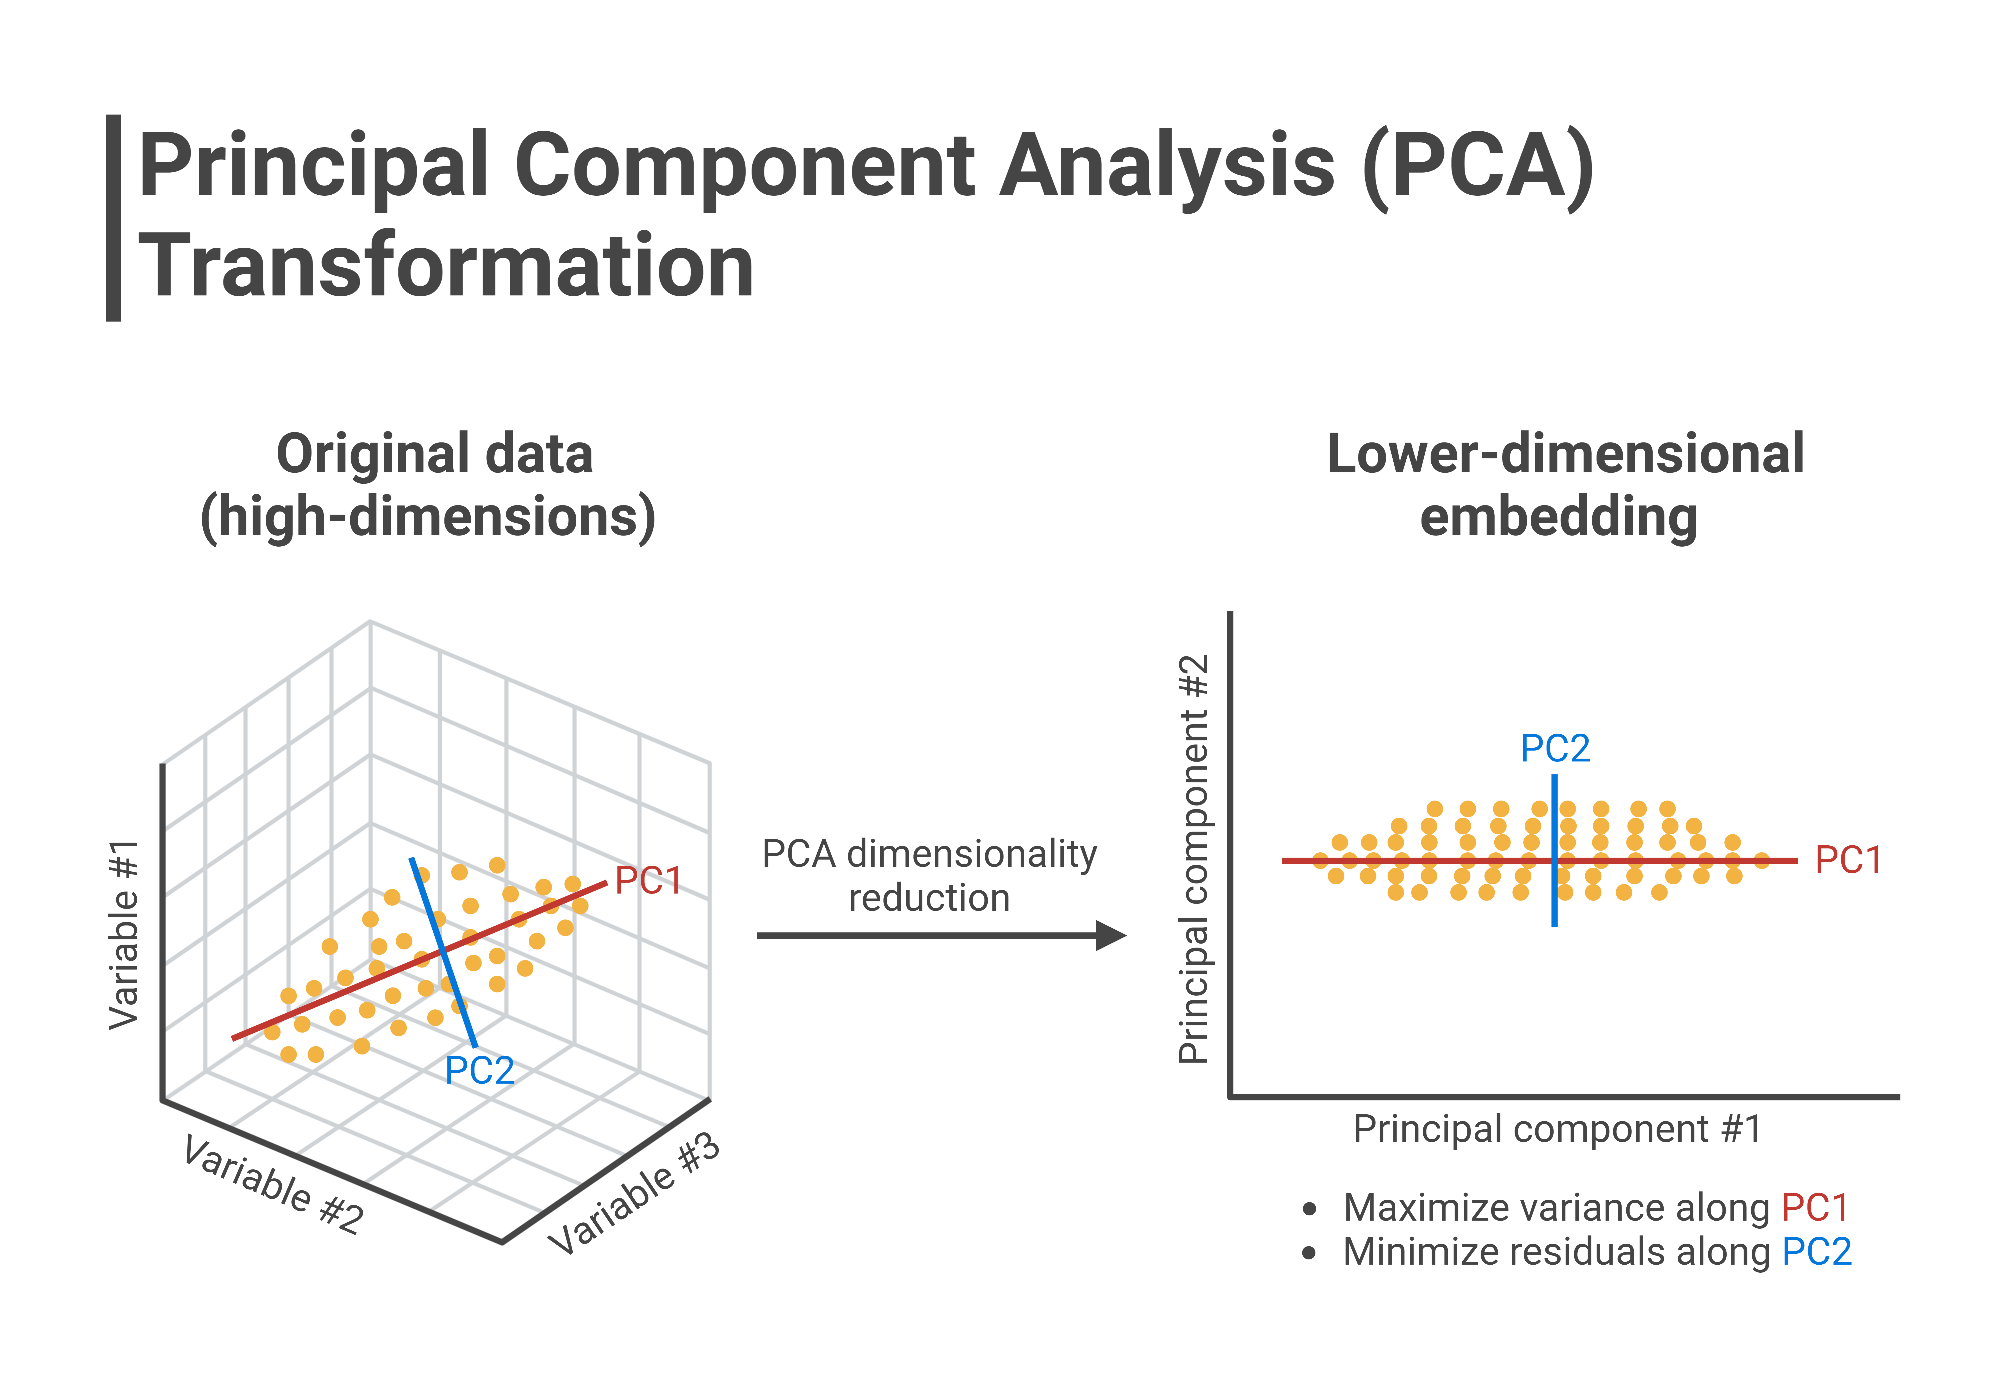 Principal Component Analysis (PCA)
Transformation
Original data
(high-dimensions)
Variable #1
Variable #2
Variable #3
PC1
PC2
PCA dimensionality
reduction
Lower-dimensional
embedding
Principal component #2
PC2
PC1
Principal component #1
• Maximize variance along PC1
• Minimize residuals along PC2